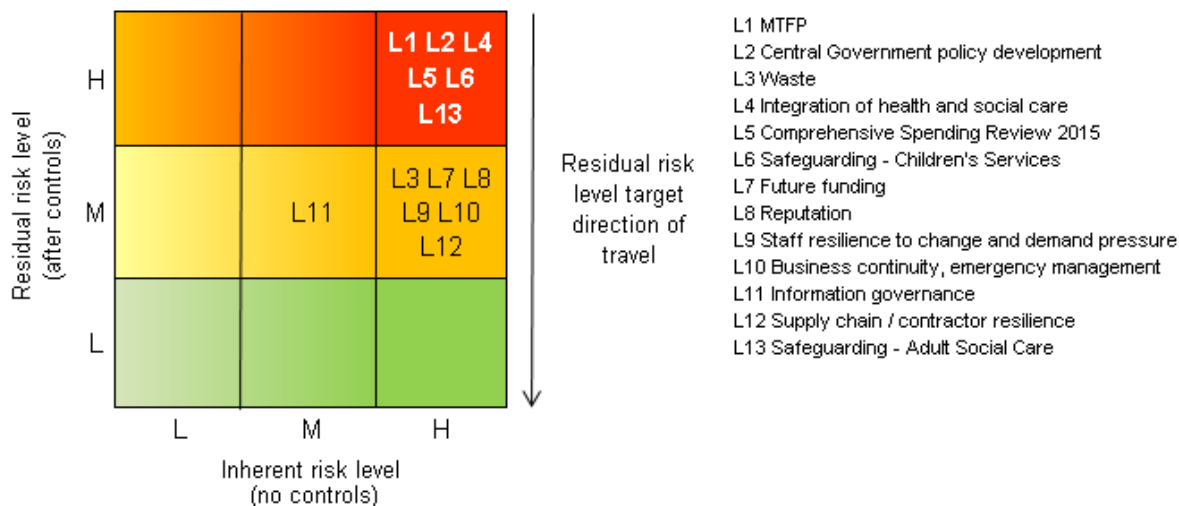 Residual risk level
(after controls)
H
M
L
L1 L2 L4
L5 L6
L13
L11
L3 L7 L8
L9 L10
L12
L
M
H
Inherent risk level
(no controls)
Residual risk
level target
direction of
travel
L1 MTFP
L2 Central Government policy development
L3 Waste
L4 Integration of health and social care
L5 Comprehensive Spending Review 2015
L6 Safeguarding - Children's Services
L7 Future funding
L8 Reputation
L9 Staff resilience to change and demand pressure
L10 Business continuity, emergency management
L11 Information governance
L12 Supply chain / contractor resilience
L13 Safeguarding - Adult Social Care